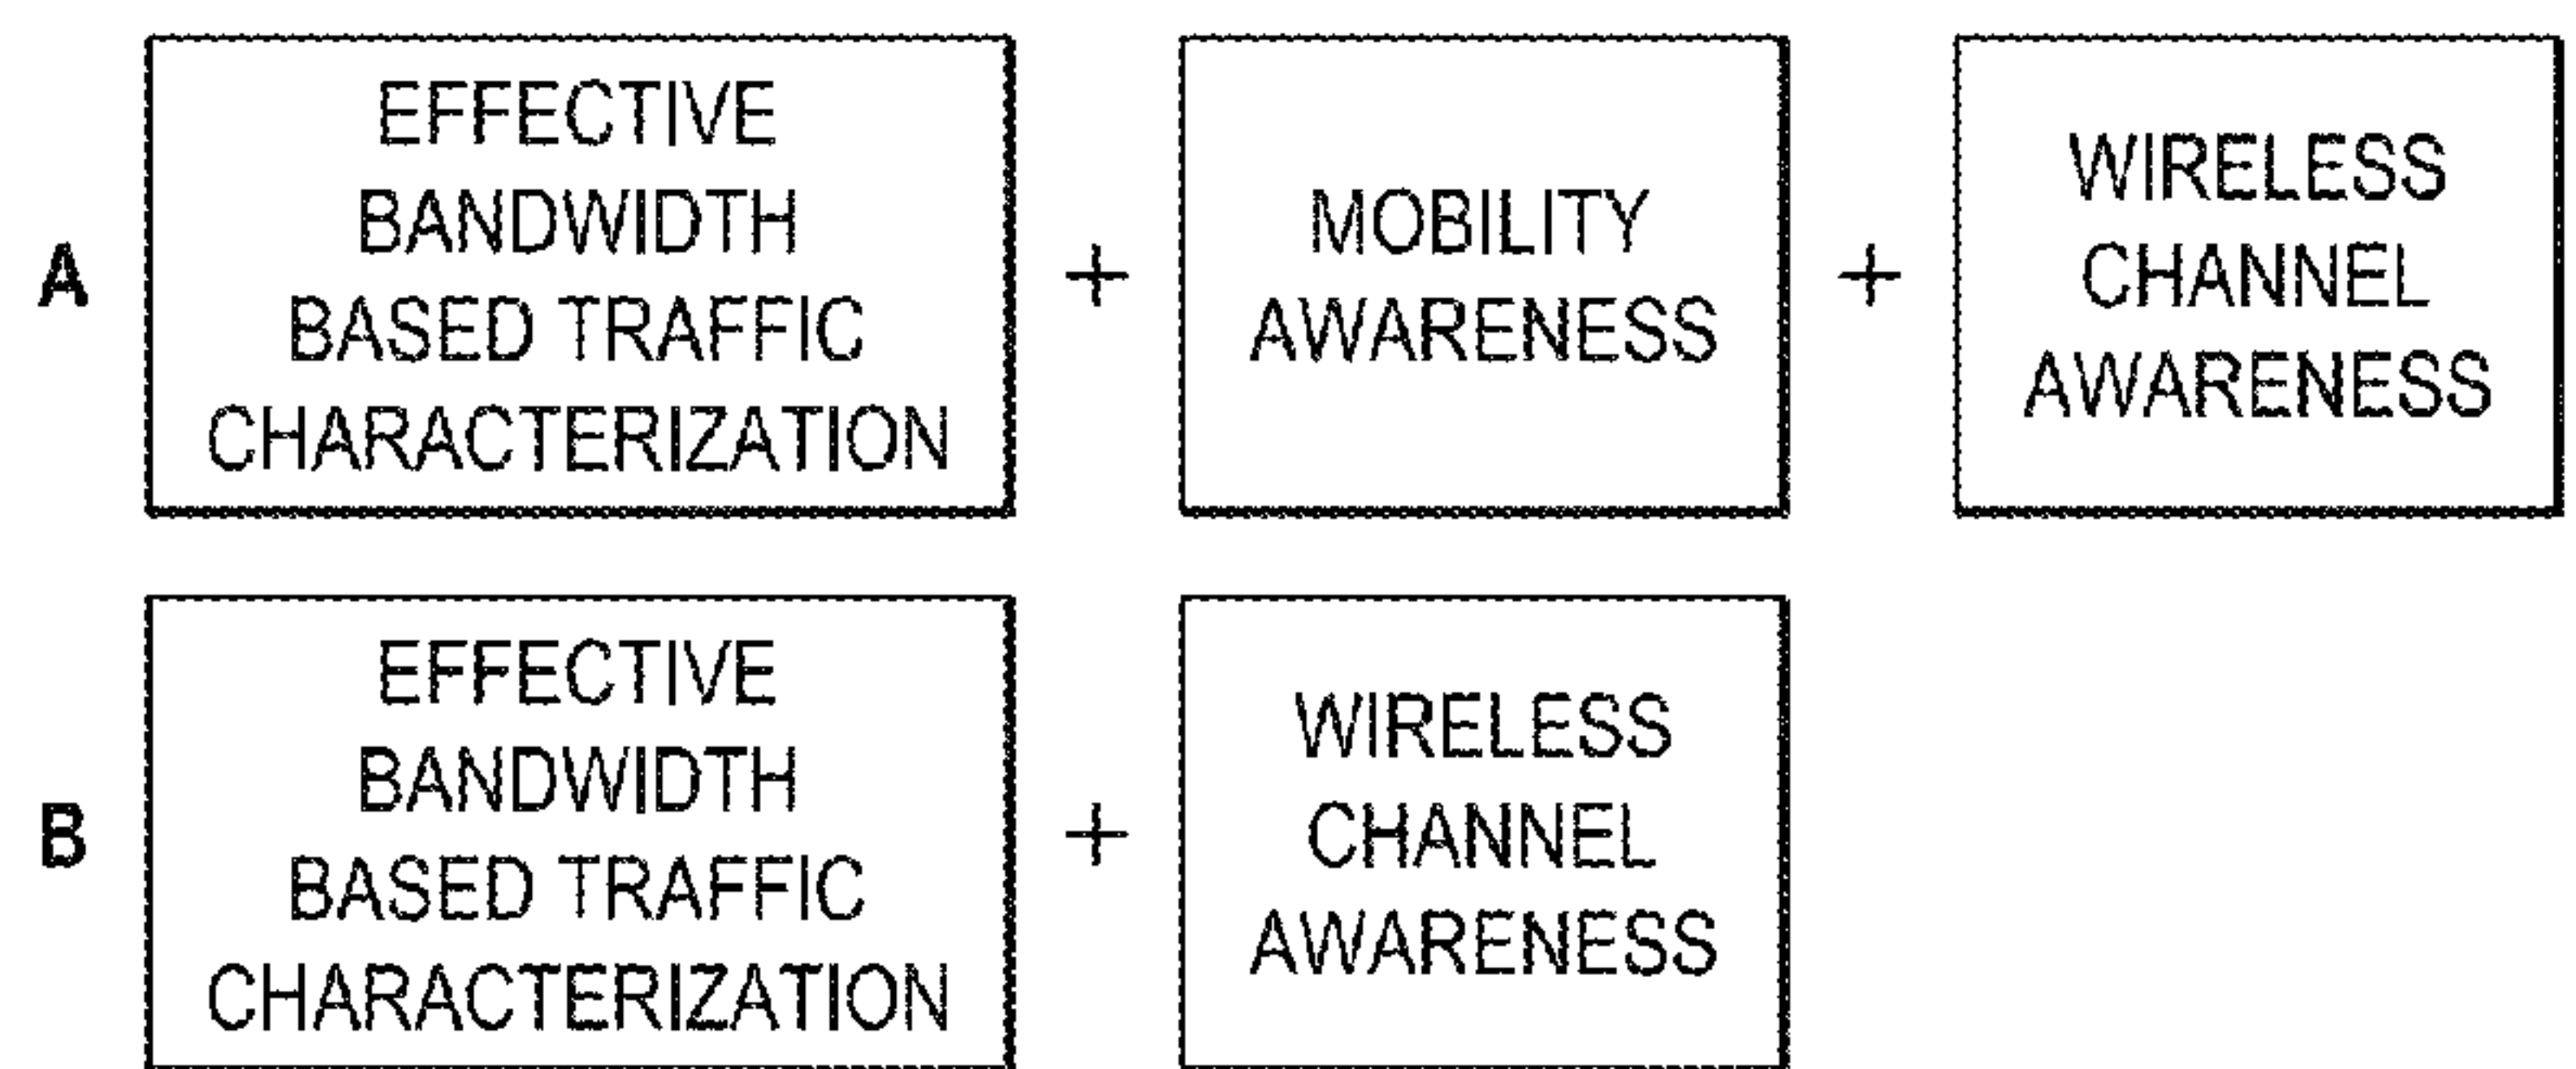 A
EFFECTIVE
BANDWIDTH
BASED TRAFFIC
CHARACTERIZATION
+
MOBILITY
AWARENESS
+
WIRELESS
CHANNEL
AWARENESS
B
EFFECTIVE
BANDWIDTH
BASED TRAFFIC
CHARACTERIZATION
+
WIRELESS
CHANNEL
AWARENESS